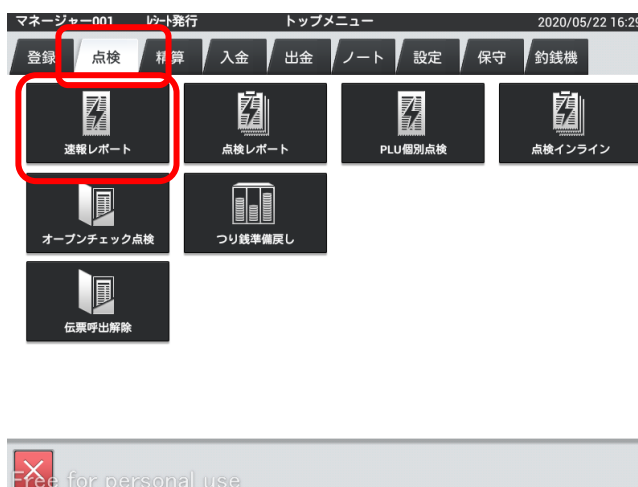 マネージャー001 レシート発行 トップメニュー 2020/05/22 16:29
登録 点検 精算 入金 出金 ノート 設定 保守 釣銭機
速報レポート 点検レポート PLU個別点検 点検インライン
オープンチェック点検 つり銭準備戻し
伝票呼出解除
Free for personal use